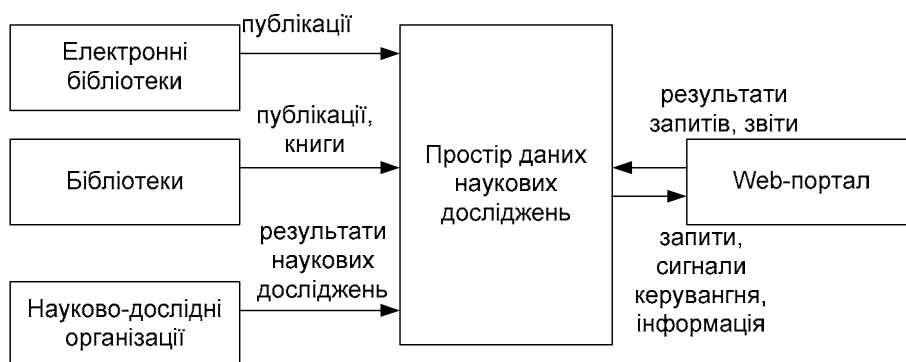 публікації
Електронні
бібліотеки
публікації,
книги
Бібліотеки
результати
наукових
досліджень
Науково-дослідні
організації
Простір даних
наукових
досліджень
результати
запитів, звіти
Web-портал
запити,
сигнали
керувангня,
інформація